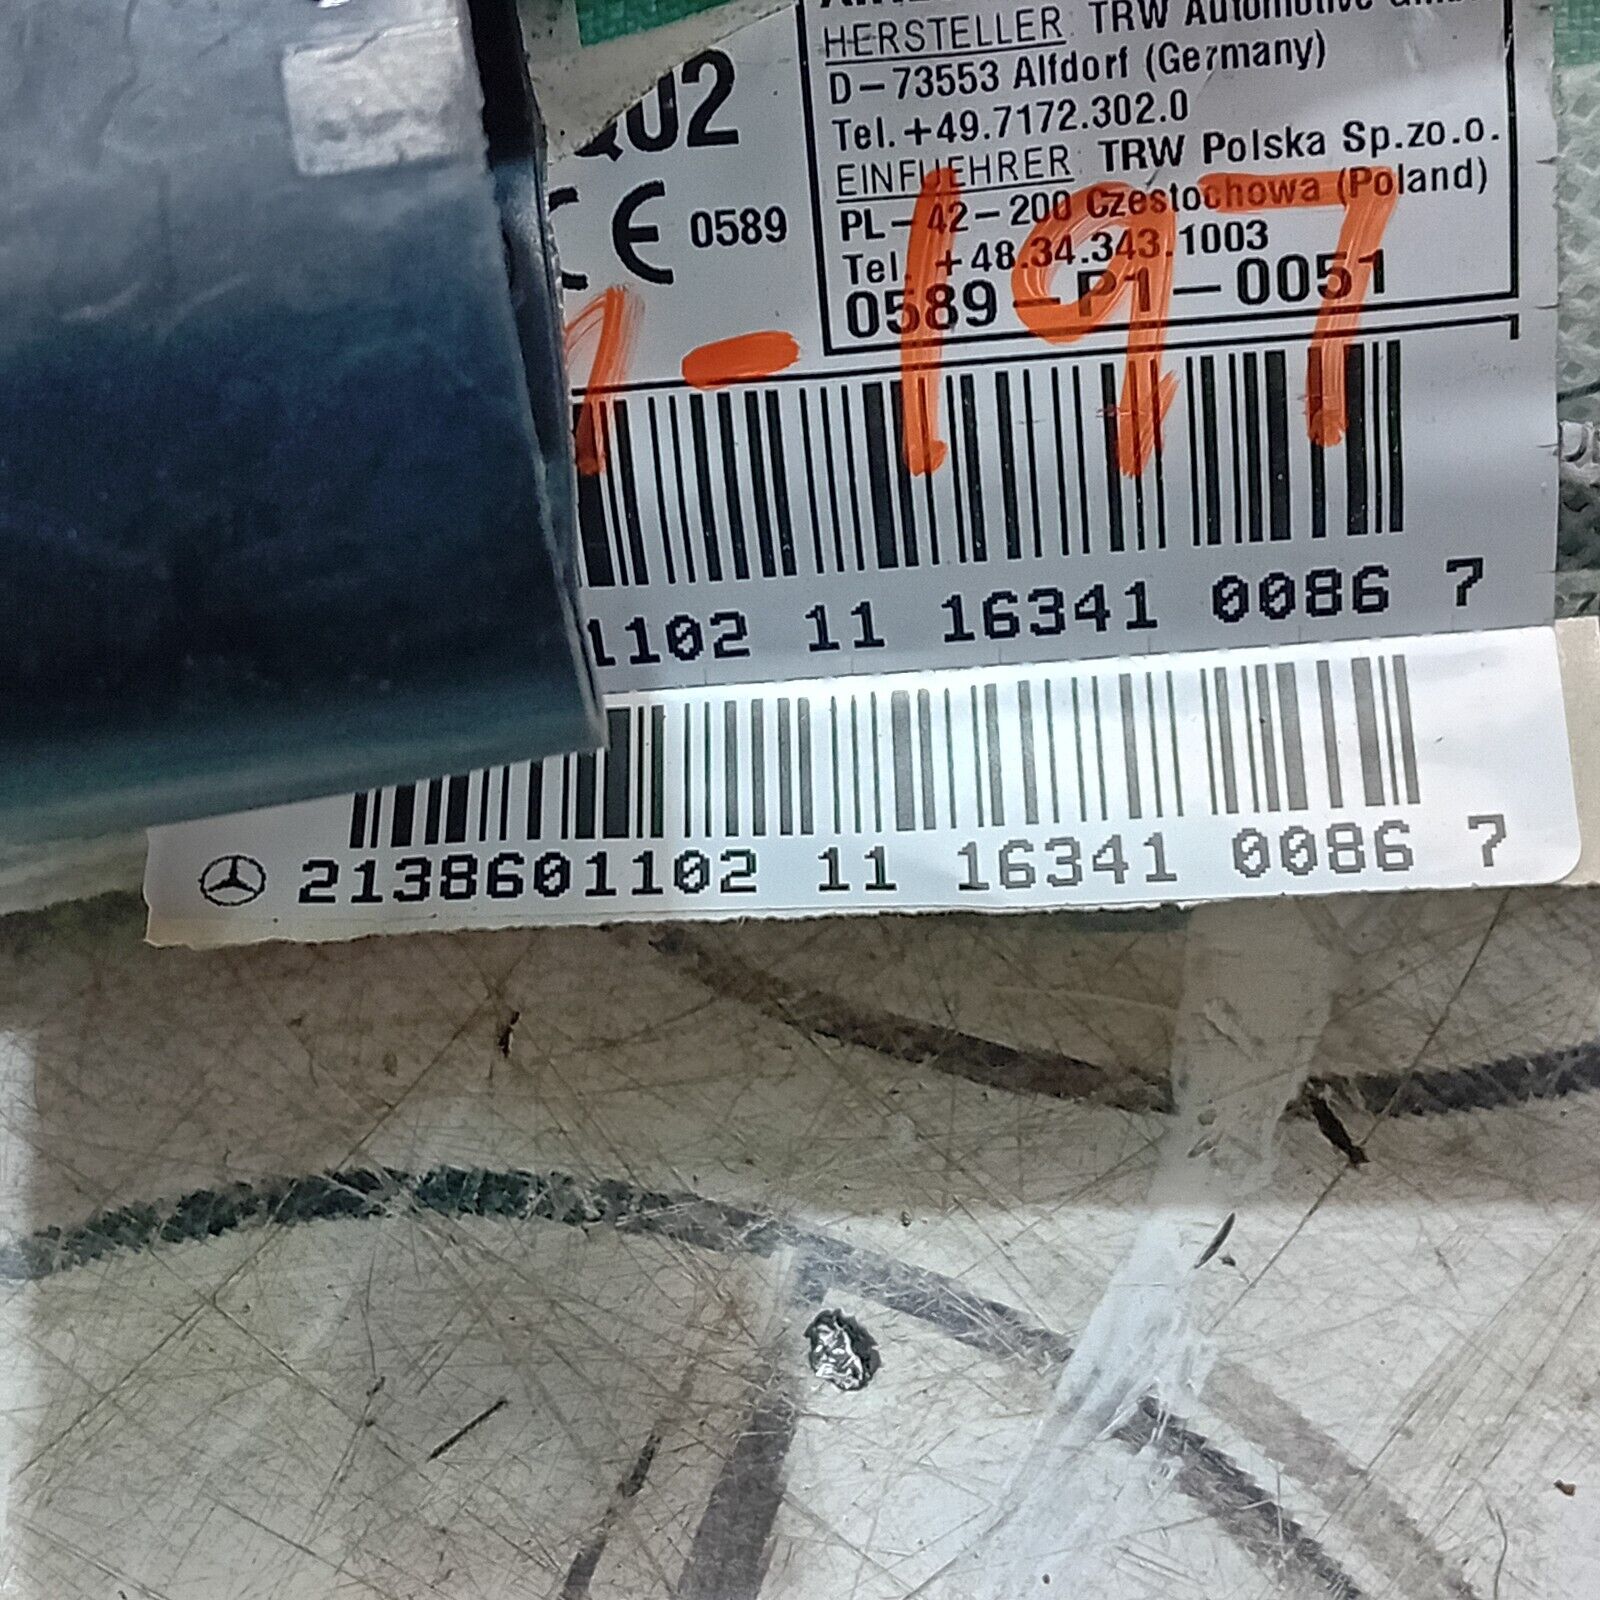 HERSTELLER: TRW Automotive
D-73553 Alfdorf (Germany)
Tel. +49.7172.302.0
EINFUEHRER: TRW Polska Sp.zo.o.
PL-42-200 Czestochowa (Poland)
Tel. +48.34.343.1003
0589-P1-0051
Q02
CE 0589
-197
1102 11 16341 0086 7
2138601102 11 16341 0086 7